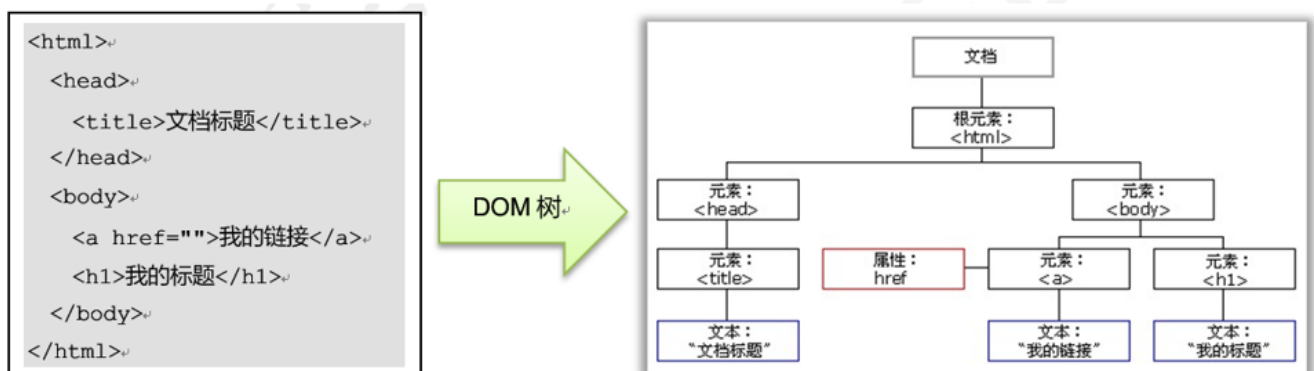 <html>
<head>
<title>文档标题</title>
</head>
<body>
<a href="">我的链接</a>
<h1>我的标题</h1>
</body>
</html>
DOM 树
文档
根元素：
<html>
元素：
<head>
元素：
<body>
元素：
<title>
属性：
href
元素：
<a>
元素：
<h1>
文本：
"文档标题"
文本：
"我的链接"
文本：
"我的标题"